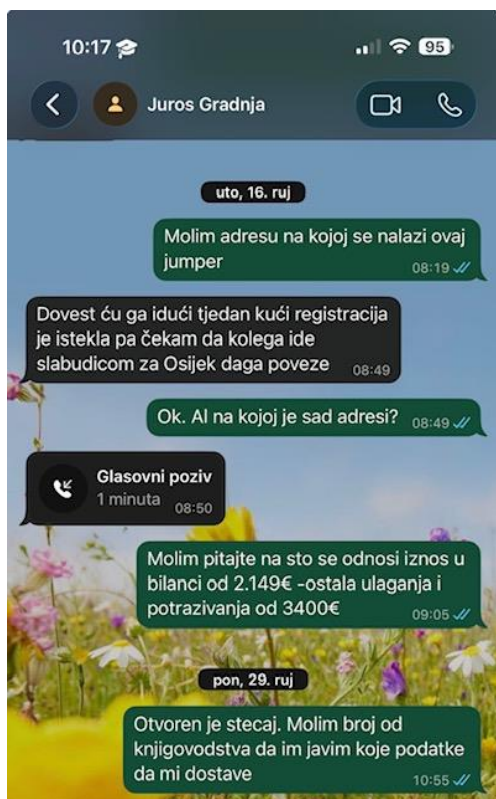 10:17
95
Juros Gradnja
uto, 16. ruj
Molim adresu na kojoj se nalazi ovaj
jumper
08:19
Dovest ću ga idući tjedan kući registracija
je istekla pa čekam da kolega ide
slabudicom za Osijek daga poveze
08:49
Ok. Al na kojoj je sad adresi?
08:49
Glasovni poziv
1 minuta
08:50
Molim pitajte na sto se odnosi iznos u
bilanci od 2.149€ -ostala ulaganja i
potrazivanja od 3400€
09:05
pon, 29. ruj
Otvoren je stecaj. Molim broj od
knjigovodstva da im javim koje podatke
da mi dostave
10:55